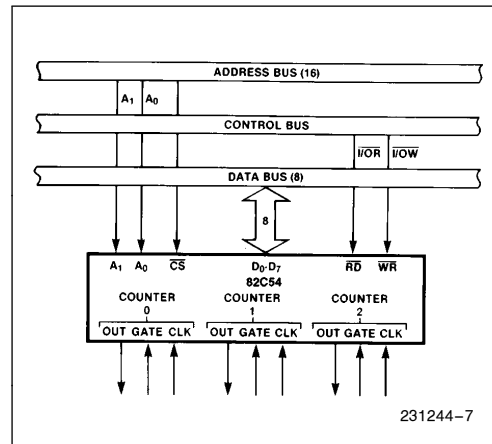 ADDRESS BUS (16)
A1 A0
CONTROL BUS
I/OR I/OW
DATA BUS (8)
8
A1 A0 CS D0-D7 RD WR
82C54
COUNTER COUNTER COUNTER
0 1 2
OUT GATE CLK OUT GATE CLK OUT GATE CLK
231244-7